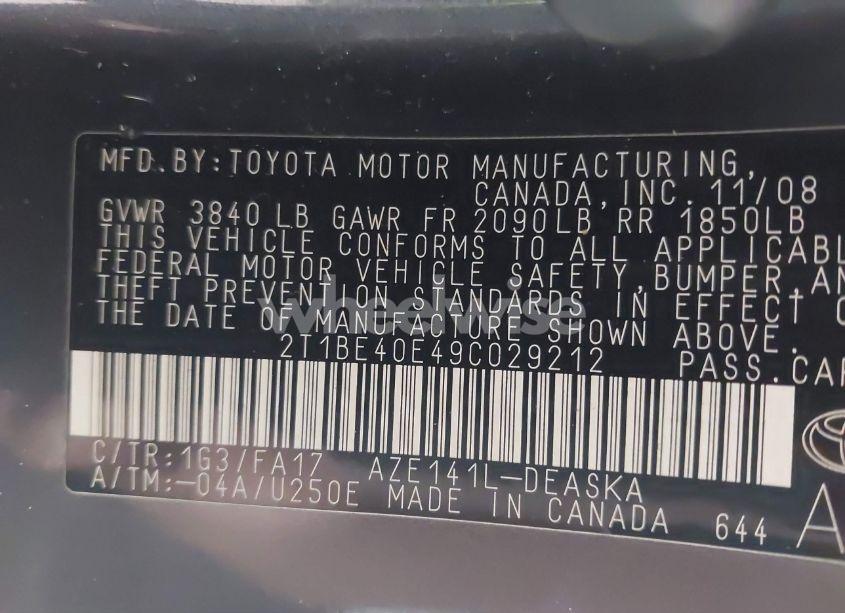 MFD.BY:TOYOTA MOTOR MANUFACTURING,
CANADA,INC. 11/08
GVWR 3840 LB GAWR FR 2090LB RR 1850LB
THIS VEHICLE CONFORMS TO ALL APPLICABL
FEDERAL MOTOR VEHICLE SAFETY,BUMPER,AN
THEFT PREVENTION STANDARDS IN EFFECT O
THE DATE OF MANUFACTURE SHOWN ABOVE.
wheelwise
2T1BE40E49C029212 PASS.CAR
C/TR:1G3/FA17 AZE141L-DEASKA
A/TM:-04A/U250E MADE IN CANADA 644
A